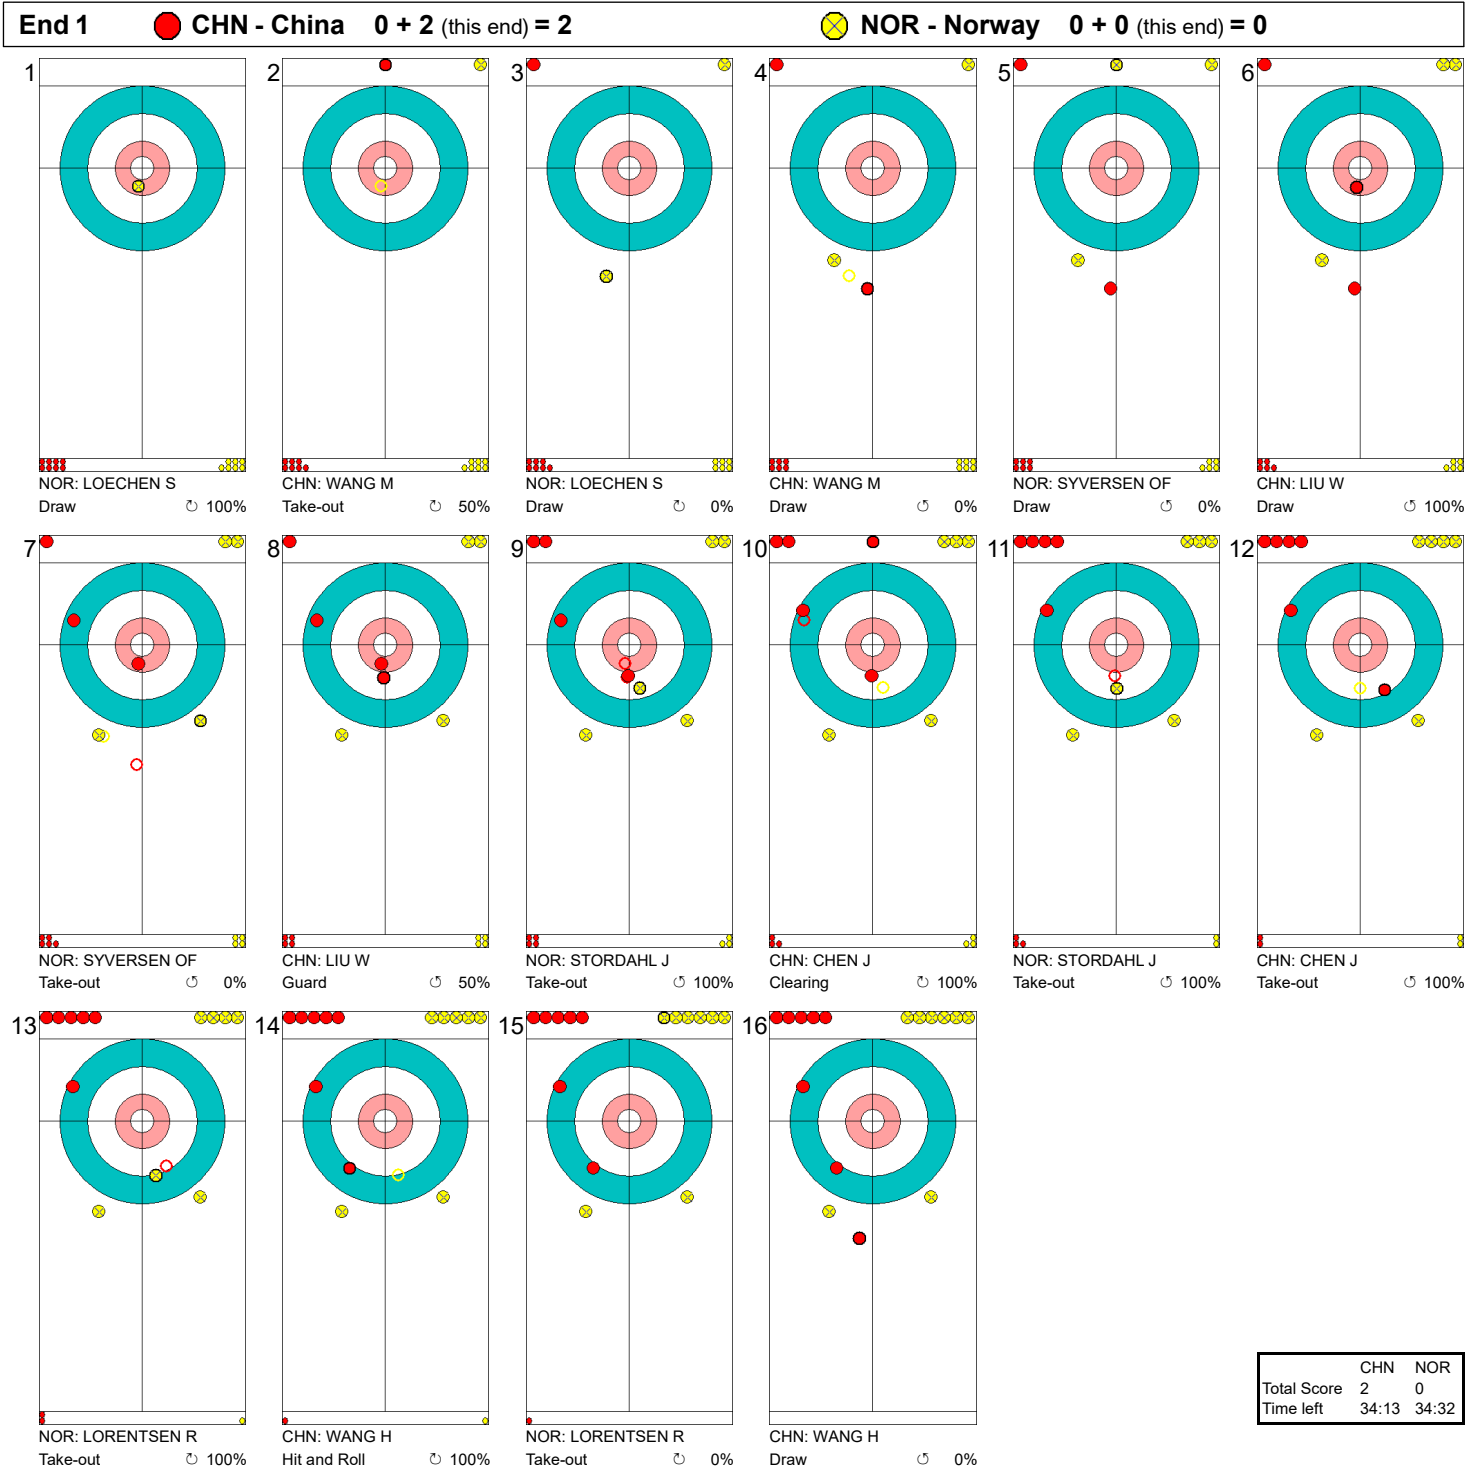 End 1 CHN - China 0 + 2 (this end) = 2 NOR - Norway 0 + 0 (this end) = 0
1 2 3 4 5 6
NOR: LOECHEN S CHN: WANG M NOR: LOECHEN S CHN: WANG M NOR: SYVERSEN OF CHN: LIU W
Draw ↻ 100% Take-out ↺ 50% Draw ↻ 0% Draw ↺ 0% Draw ↺ 0% Draw ↺ 100%
7 8 9 10 11 12
NOR: SYVERSEN OF CHN: LIU W NOR: STORDAHL J CHN: CHEN J NOR: STORDAHL J CHN: CHEN J
Take-out ↺ 0% Guard ↺ 50% Take-out ↺ 100% Clearing ↻ 100% Take-out ↺ 100% Take-out ↺ 100%
13 14 15 16
NOR: LORENTSEN R CHN: WANG H NOR: LORENTSEN R CHN: WANG H
Take-out ↻ 100% Hit and Roll ↻ 100% Take-out ↻ 0% Draw ↺ 0%
CHN NOR
Total Score 2 0
Time left 34:13 34:32